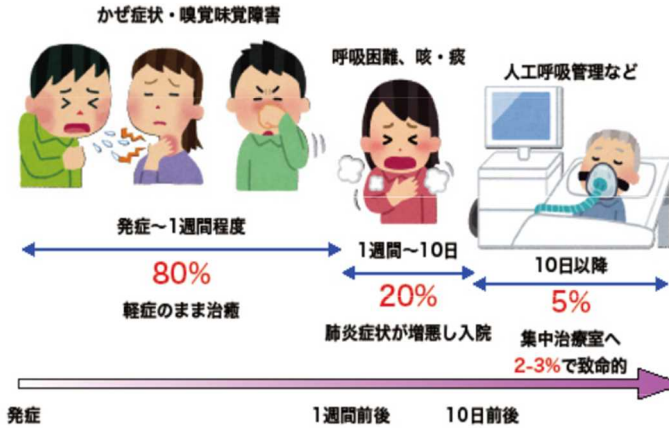 かぜ症状・嗅覚味覚障害
呼吸困難、咳・痰
人工呼吸管理など
発症～1週間程度
80%
軽症のまま治癒
1週間～10日
20%
肺炎症状が増悪し入院
10日以降
5%
集中治療室へ
2-3%で致命的
発症
1週間前後
10日前後